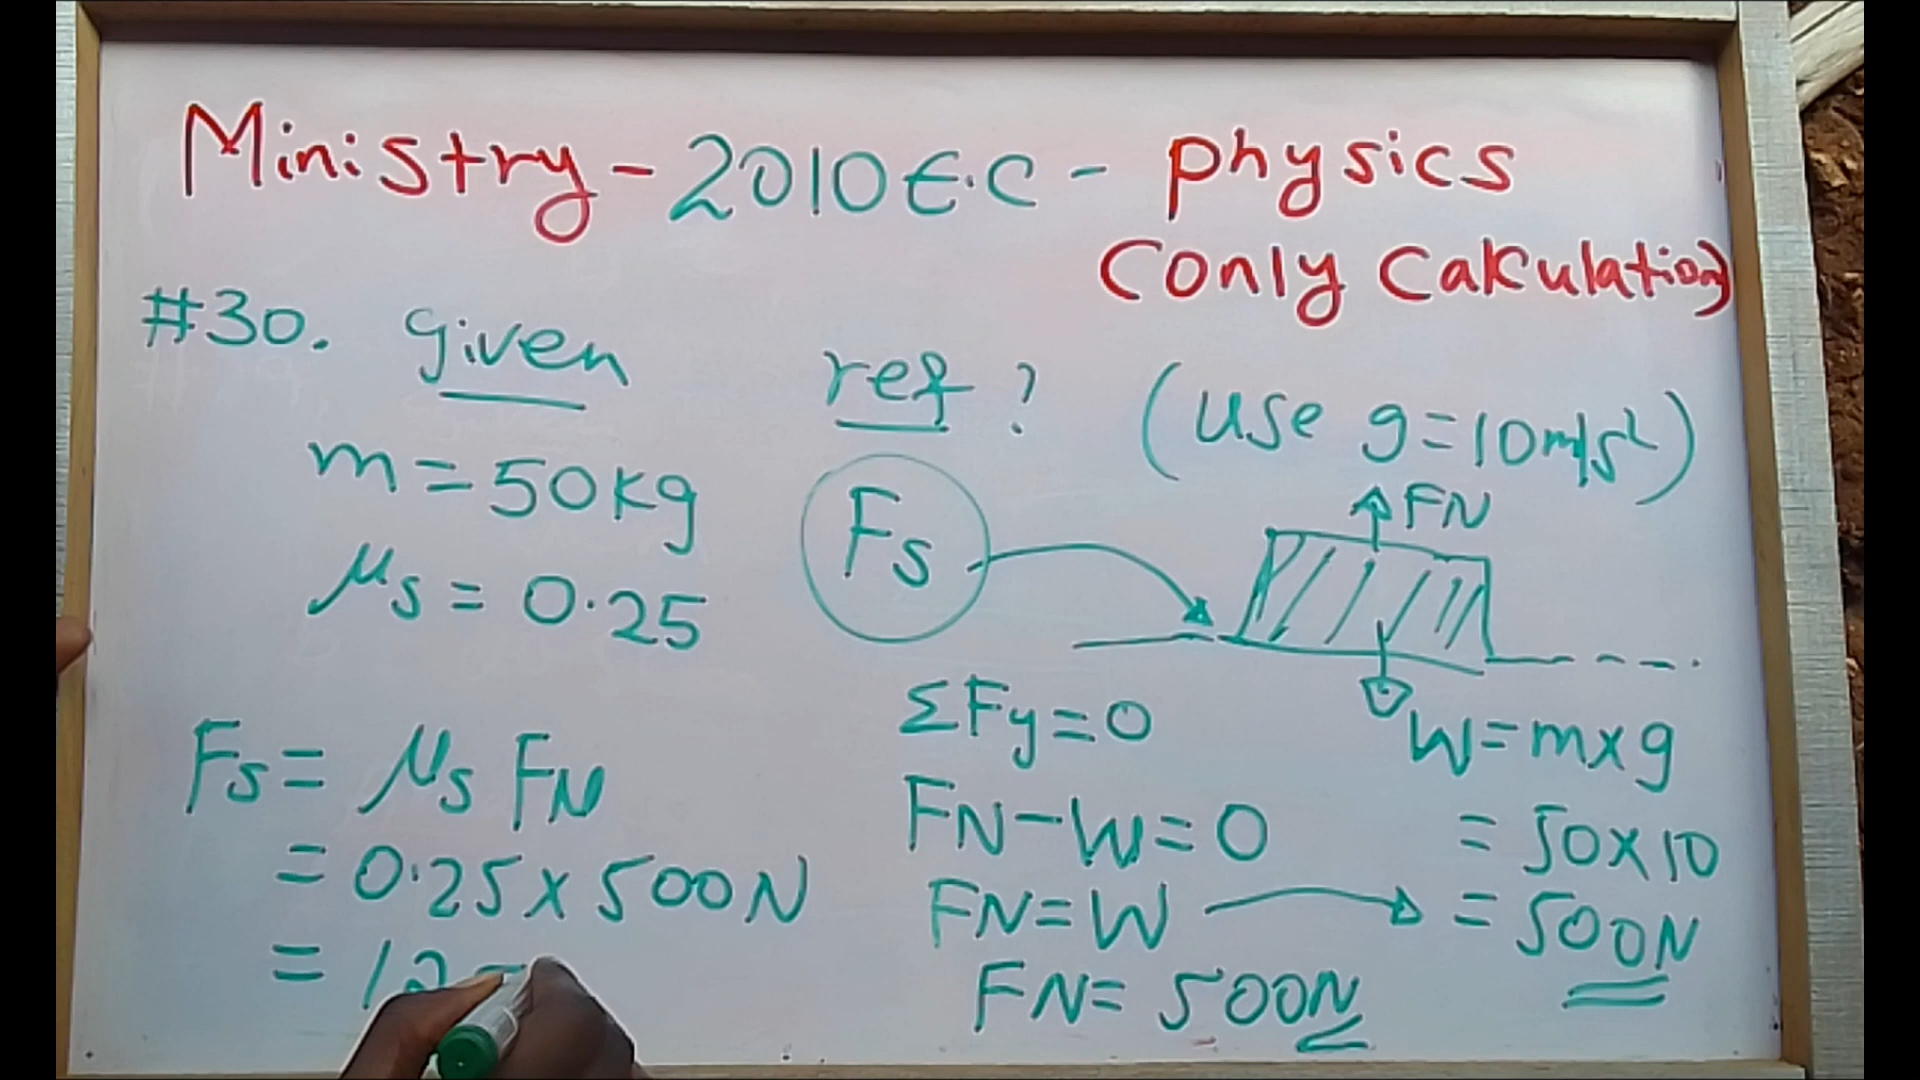 Ministry - 2010 E.C - physics
(only Calculation)
#30. given
ref ?
(use g=10m/s²)
m = 50kg
Fs
FN
μs = 0.25
W=mxg
= 50x10
= 500N
ΣFy=0
FN-W=0
FN=W
FN= 500N
Fs= μs FN
= 0.25x500N
= 12